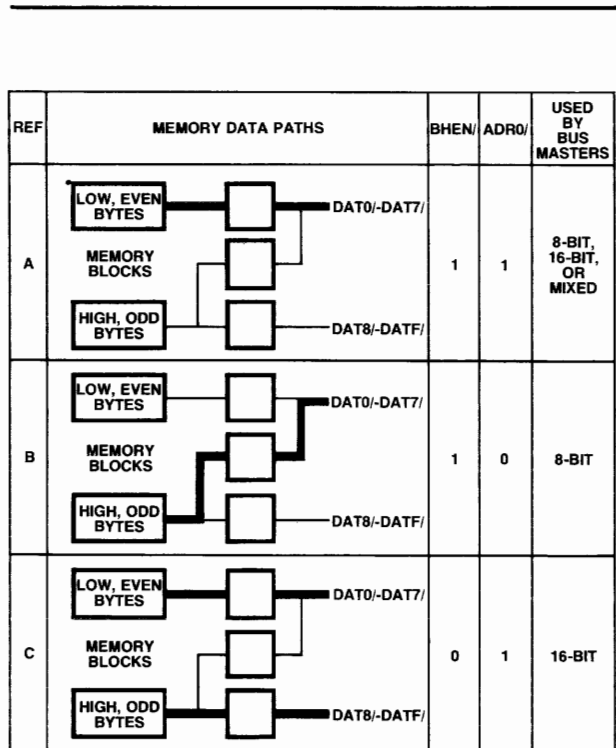 REF
MEMORY DATA PATHS
BHEN/
ADR0/
USED
BY
BUS
MASTERS
A
LOW, EVEN
BYTES
MEMORY
BLOCKS
HIGH, ODD
BYTES
DAT0/-DAT7/
DAT8/-DATF/
1
1
8-BIT,
16-BIT,
OR
MIXED
B
LOW, EVEN
BYTES
MEMORY
BLOCKS
HIGH, ODD
BYTES
DAT0/-DAT7/
DAT8/-DATF/
1
0
8-BIT
C
LOW, EVEN
BYTES
MEMORY
BLOCKS
HIGH, ODD
BYTES
DAT0/-DAT7/
DAT8/-DATF/
0
1
16-BIT